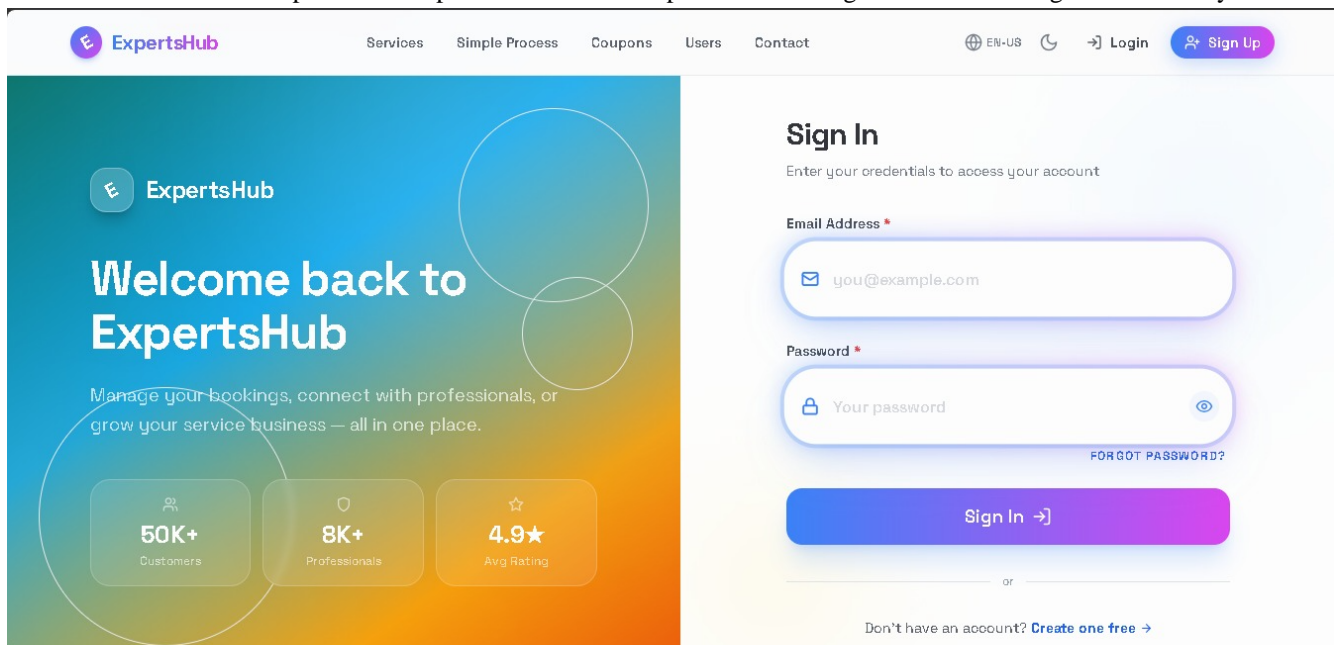 ExpertsHub
Services Simple Process Coupons Users Contact
EN-US
Login
Sign Up
E
ExpertsHub
Welcome back to
ExpertsHub
Manage your bookings, connect with professionals, or
grow your service business — all in one place.
50K+
Customers
8K+
Professionals
4.9★
Avg Rating
Sign In
Enter your credentials to access your account
Email Address *
you@example.com
Password *
Your password
FORGOT PASSWORD?
Sign In
or
Don't have an account? Create one free →